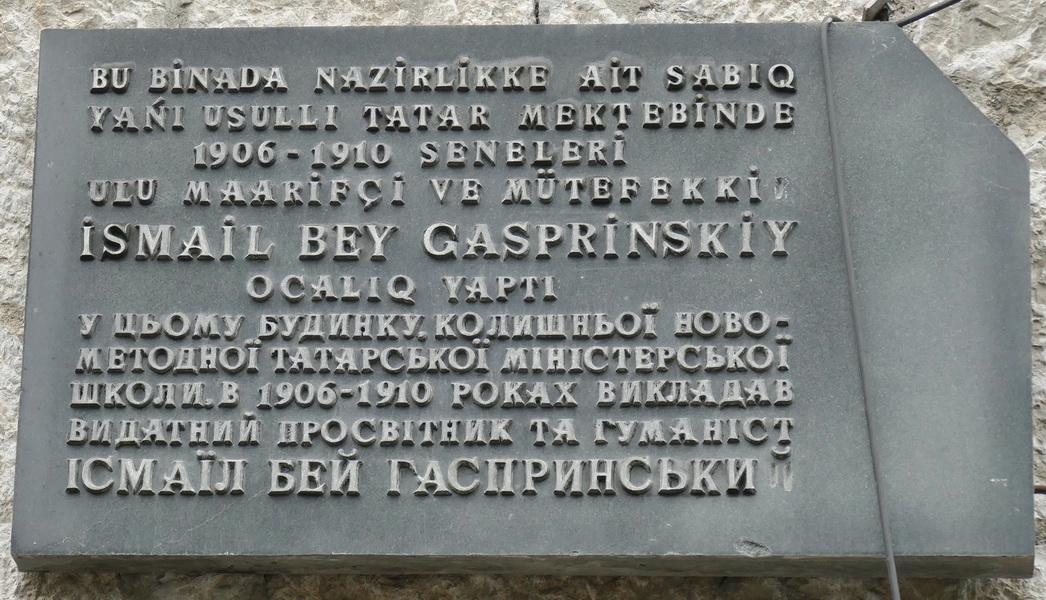 BU BİNADA NAZİRLİKKE AİT SABIQ
YAŃI USULLI TATAR MEKTEBİNDE
1906-1910 SENELERİ
ULU MAARİFÇİ VE MÜTEFEKKİR
İSMAİL BEY GASPRİNSKİY
OCALIQ YAPTI
У ЦЬОМУ БУДИНКУ, КОЛИШНЬОЇ НОВО-
МЕТОДНОЇ ТАТАРСЬКОЇ МІНІСТЕРСЬКОЇ
ШКОЛИ, В 1906-1910 РОКАХ ВИКЛАДАВ
ВИДАТНИЙ ПРОСВІТНИК ТА ГУМАНІСТ
ІСМАЇЛ БЕЙ ГАСПРИНСЬКИЙ